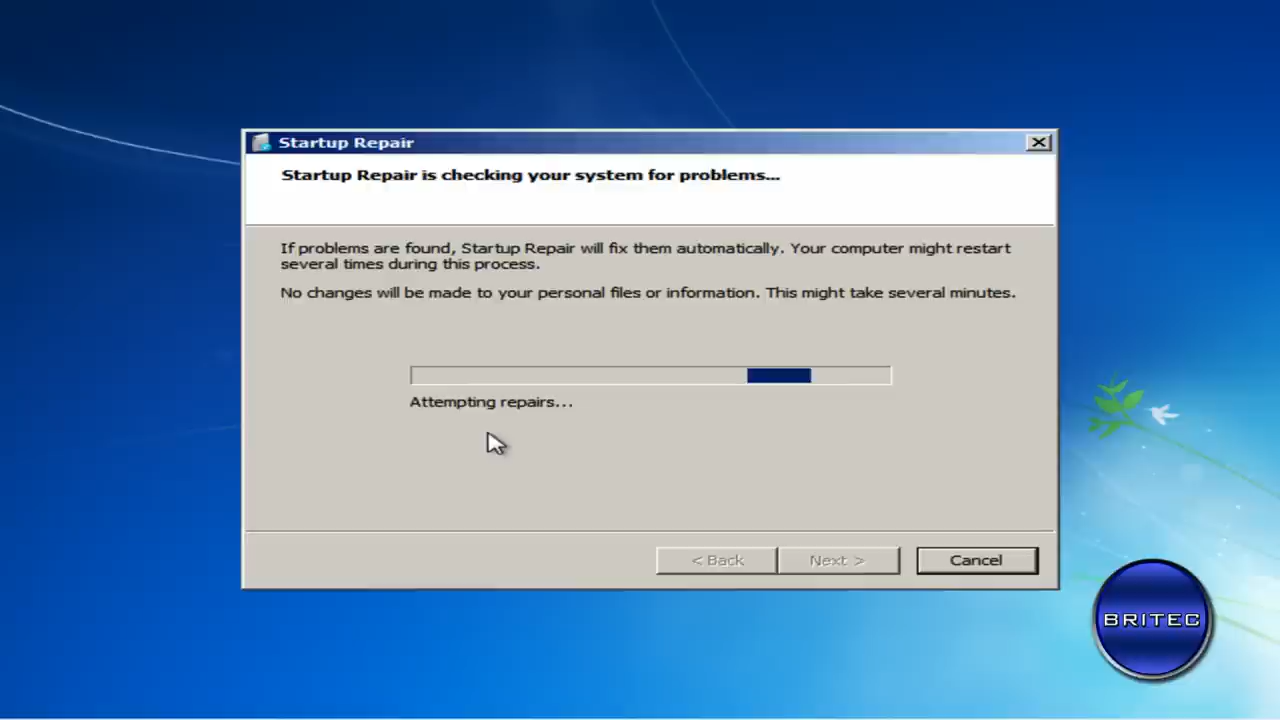 Startup Repair
Startup Repair is checking your system for problems...
If problems are found, Startup Repair will fix them automatically. Your computer might restart
several times during this process.
No changes will be made to your personal files or information. This might take several minutes.
Attempting repairs...
< Back
Next >
Cancel
BRITEC